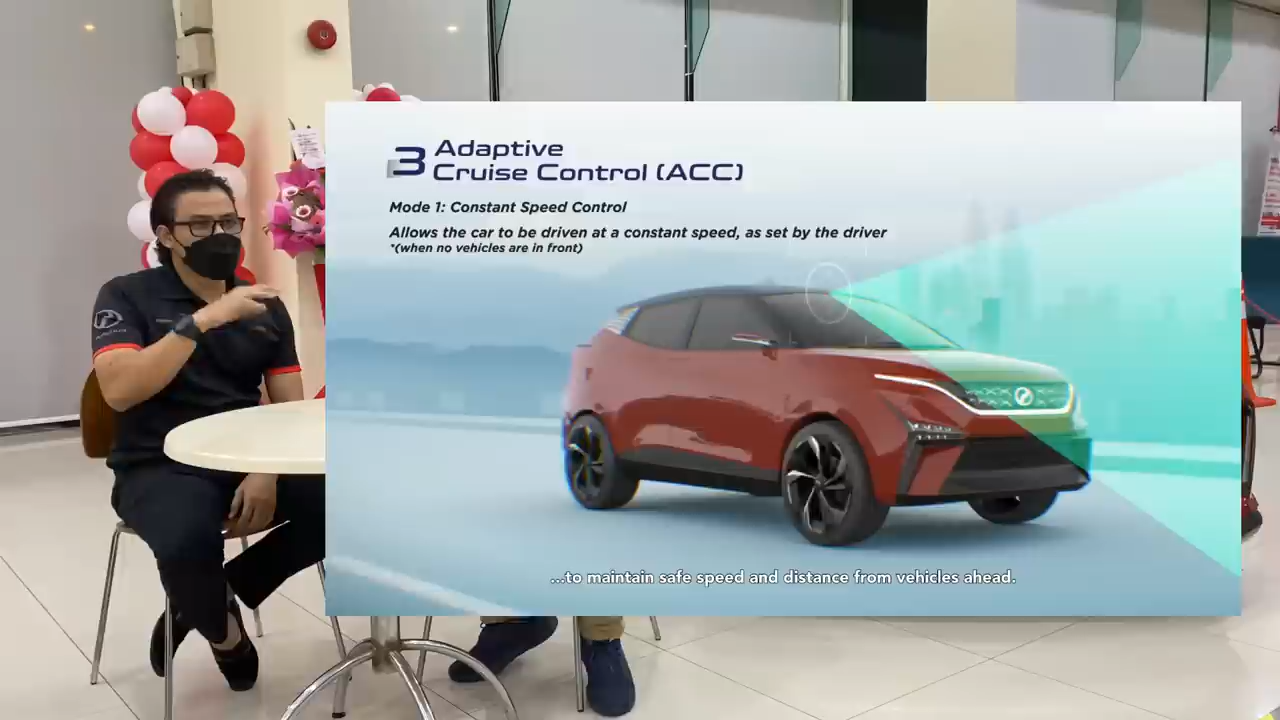 3 Adaptive
Cruise Control (ACC)
Mode 1: Constant Speed Control
Allows the car to be driven at a constant speed, as set by the driver
*(when no vehicles are in front)
...to maintain safe speed and distance from vehicles ahead.